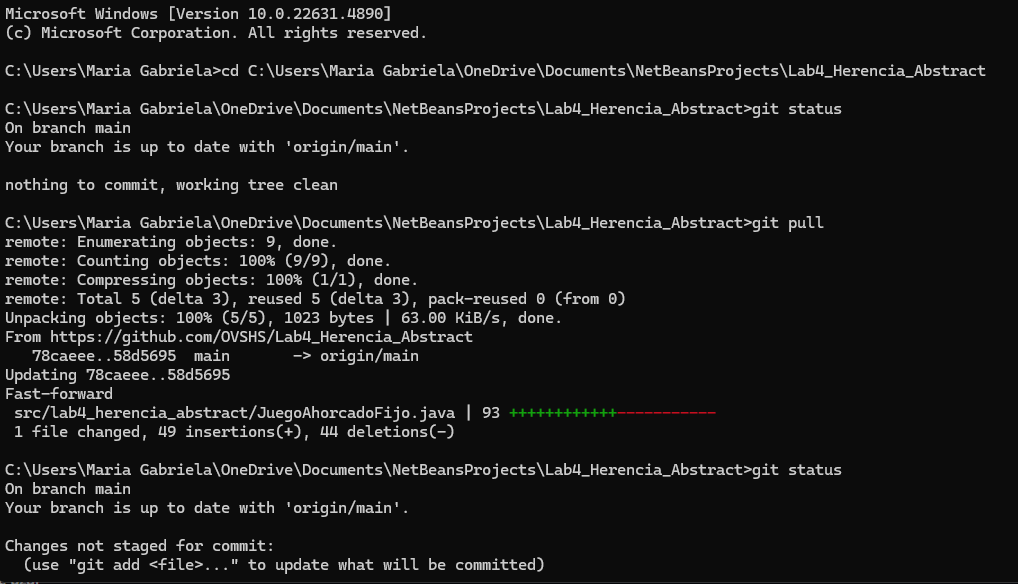 Microsoft Windows [Version 10.0.22631.4890]
(c) Microsoft Corporation. All rights reserved.
C:\Users\Maria Gabriela>cd C:\Users\Maria Gabriela\OneDrive\Documents\NetBeansProjects\Lab4_Herencia_Abstract
C:\Users\Maria Gabriela\OneDrive\Documents\NetBeansProjects\Lab4_Herencia_Abstract>git status
On branch main
Your branch is up to date with 'origin/main'.
nothing to commit, working tree clean
C:\Users\Maria Gabriela\OneDrive\Documents\NetBeansProjects\Lab4_Herencia_Abstract>git pull
remote: Enumerating objects: 9, done.
remote: Counting objects: 100% (9/9), done.
remote: Compressing objects: 100% (1/1), done.
remote: Total 5 (delta 3), reused 5 (delta 3), pack-reused 0 (from 0)
Unpacking objects: 100% (5/5), 1023 bytes | 63.00 KiB/s, done.
From https://github.com/OVSHS/Lab4_Herencia_Abstract
   78caeee..58d5695  main       -> origin/main
Updating 78caeee..58d5695
Fast-forward
 src/lab4_herencia_abstract/JuegoAhorcadoFijo.java | 93 ++++++++++++-----------
 1 file changed, 49 insertions(+), 44 deletions(-)
C:\Users\Maria Gabriela\OneDrive\Documents\NetBeansProjects\Lab4_Herencia_Abstract>git status
On branch main
Your branch is up to date with 'origin/main'.
Changes not staged for commit:
  (use "git add <file>..." to update what will be committed)